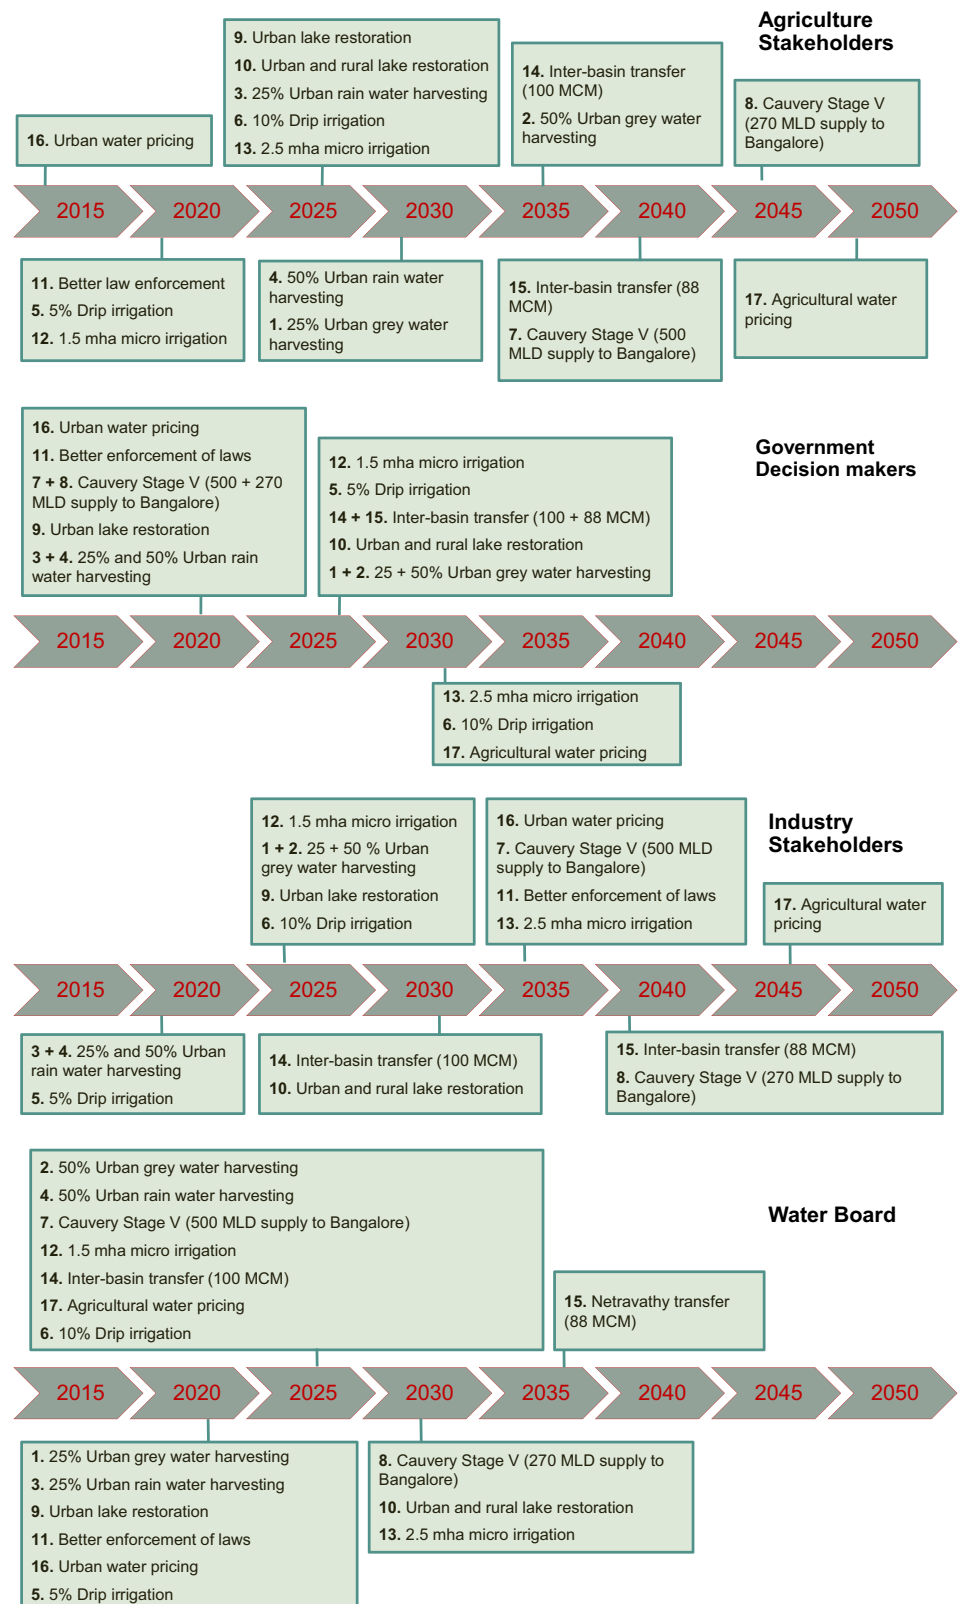 Agriculture
Stakeholders
9. Urban lake restoration
10. Urban and rural lake restoration
3. 25% Urban rain water harvesting
6. 10% Drip irrigation
13. 2.5 mha micro irrigation
14. Inter-basin transfer
(100 MCM)
2. 50% Urban grey water
harvesting
8. Cauvery Stage V
(270 MLD supply to
Bangalore)
16. Urban water pricing
2015 2020 2025 2030 2035 2040 2045 2050
11. Better law enforcement
5. 5% Drip irrigation
12. 1.5 mha micro irrigation
4. 50% Urban rain water
harvesting
1. 25% Urban grey water
harvesting
15. Inter-basin transfer (88
MCM)
7. Cauvery Stage V (500
MLD supply to Bangalore)
17. Agricultural water
pricing
Government
Decision makers
16. Urban water pricing
11. Better enforcement of laws
7 + 8. Cauvery Stage V (500 + 270
MLD supply to Bangalore)
9. Urban lake restoration
3 + 4. 25% and 50% Urban rain
water harvesting
12. 1.5 mha micro irrigation
5. 5% Drip irrigation
14 + 15. Inter-basin transfer (100 + 88 MCM)
10. Urban and rural lake restoration
1 + 2. 25 + 50% Urban grey water harvesting
2015 2020 2025 2030 2035 2040 2045 2050
13. 2.5 mha micro irrigation
6. 10% Drip irrigation
17. Agricultural water pricing
Industry
Stakeholders
12. 1.5 mha micro irrigation
1 + 2. 25 + 50 % Urban
grey water harvesting
9. Urban lake restoration
6. 10% Drip irrigation
16. Urban water pricing
7. Cauvery Stage V (500 MLD
supply to Bangalore)
11. Better enforcement of laws
13. 2.5 mha micro irrigation
17. Agricultural water
pricing
2015 2020 2025 2030 2035 2040 2045 2050
3 + 4. 25% and 50% Urban
rain water harvesting
5. 5% Drip irrigation
14. Inter-basin transfer (100 MCM)
10. Urban and rural lake restoration
15. Inter-basin transfer (88 MCM)
8. Cauvery Stage V (270 MLD supply to
Bangalore)
Water Board
2. 50% Urban grey water harvesting
4. 50% Urban rain water harvesting
7. Cauvery Stage V (500 MLD supply to Bangalore)
12. 1.5 mha micro irrigation
14. Inter-basin transfer (100 MCM)
17. Agricultural water pricing
6. 10% Drip irrigation
15. Netravathy transfer
(88 MCM)
2015 2020 2025 2030 2035 2040 2045 2050
1. 25% Urban grey water harvesting
3. 25% Urban rain water harvesting
9. Urban lake restoration
11. Better enforcement of laws
16. Urban water pricing
5. 5% Drip irrigation
8. Cauvery Stage V (270 MLD supply to
Bangalore)
10. Urban and rural lake restoration
13. 2.5 mha micro irrigation